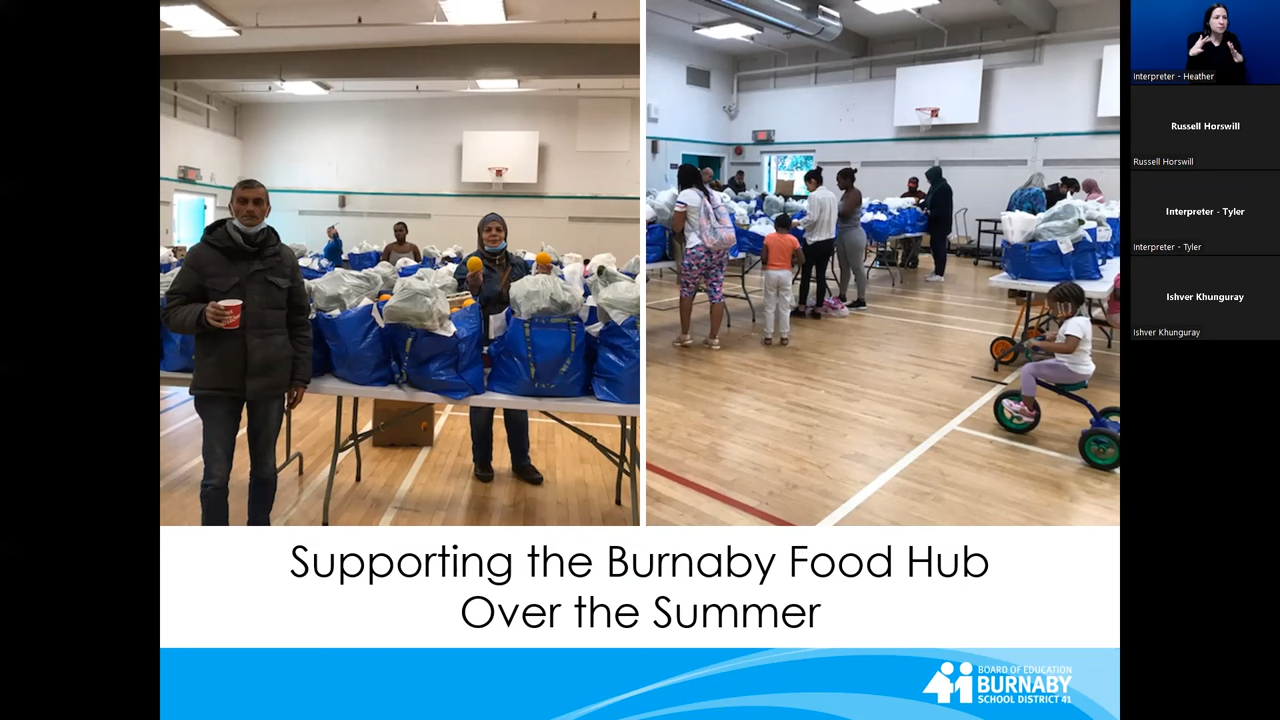 Supporting the Burnaby Food Hub
Over the Summer
BOARD OF EDUCATION
BURNABY
SCHOOL DISTRICT 41
Interpreter - Heather
Russell Horswill
Russell Horswill
Interpreter - Tyler
Interpreter - Tyler
Ishver Khunguray
Ishver Khunguray